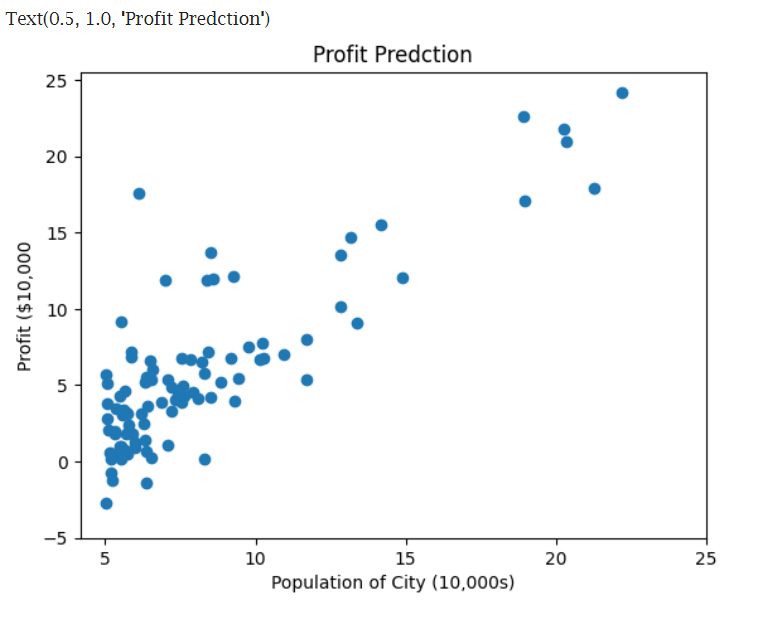 Text(0.5, 1.0, 'Profit Predction')
Profit Predction
Profit ($10,000
25
20
15
10
5
0
−5
5 10 15 20 25
Population of City (10,000s)